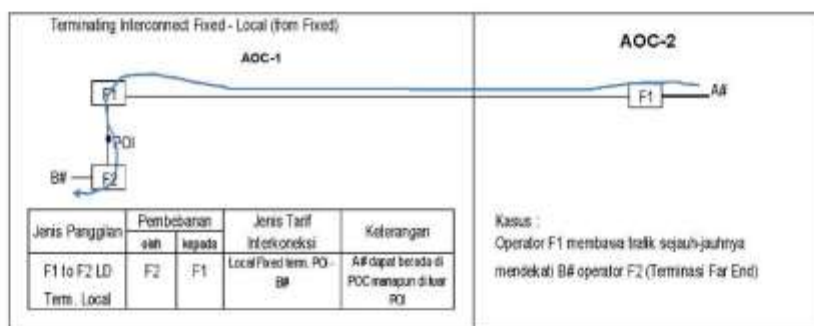 Terminating Interconnect Fixed - Local (from Fixed)
AOC-1
AOC-2
F1
F1
A#
POI
B#
F2
Jenis Panggilan
Pembebanan
oleh
kepada
Jenis Tarif
Interkoneksi
Keterangan
F1 to F2 LD
Term. Local
F2
F1
Local Fixed term. POI -
B#
A# dapat berada di
POC manapun di luar
POI
Kasus :
Operator F1 membawa trafik sejauh-jauhnya
mendekati B# operator F2 (Terminasi Far End)